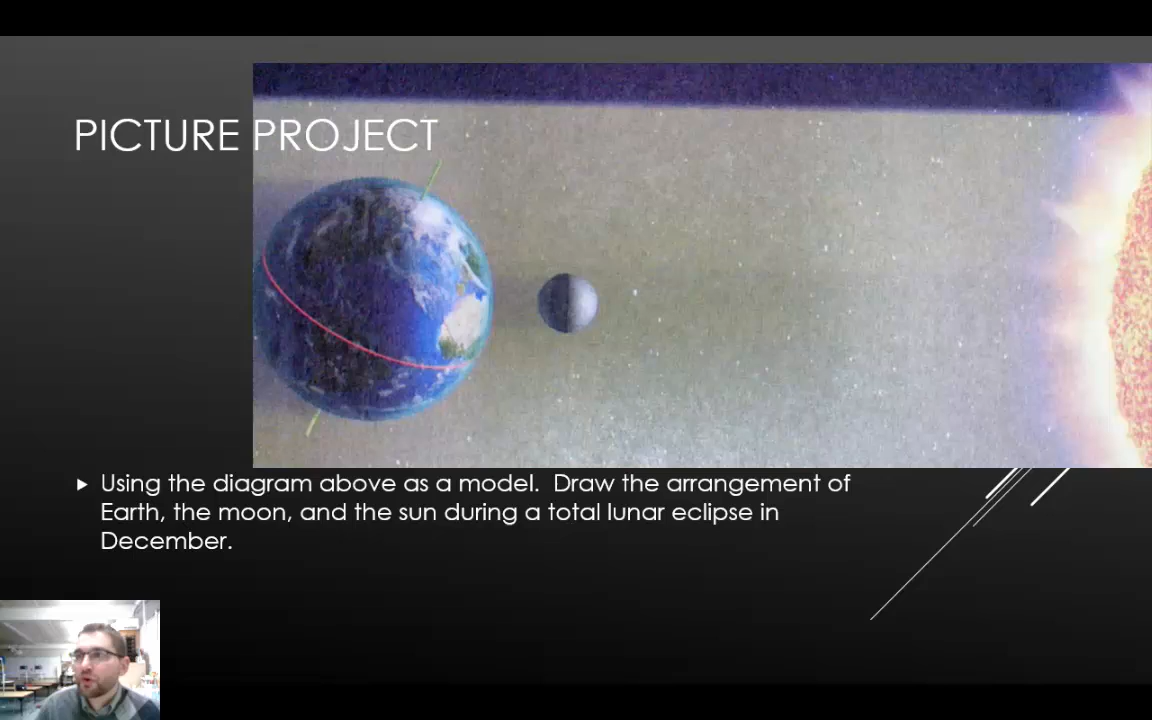 PICTURE PROJECT
Using the diagram above as a model. Draw the arrangement of
Earth, the moon, and the sun during a total lunar eclipse in
December.